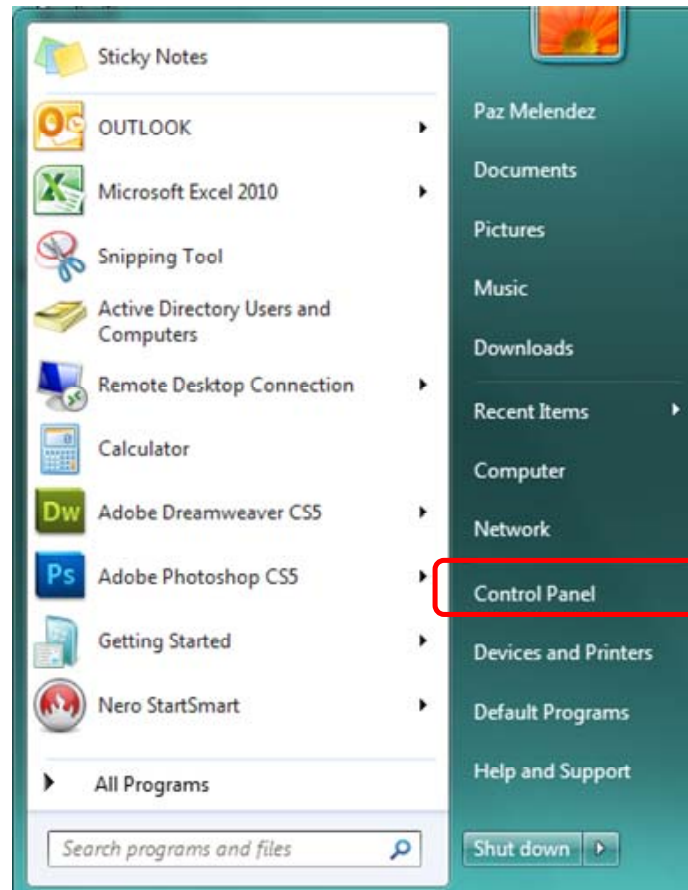 Sticky Notes
OUTLOOK
Microsoft Excel 2010
Snipping Tool
Active Directory Users and
Computers
Remote Desktop Connection
Calculator
Dw
Adobe Dreamweaver CS5
Ps
Adobe Photoshop CS5
Getting Started
Nero StartSmart
All Programs
Search programs and files
Paz Melendez
Documents
Pictures
Music
Downloads
Recent Items
Computer
Network
Control Panel
Devices and Printers
Default Programs
Help and Support
Shut down